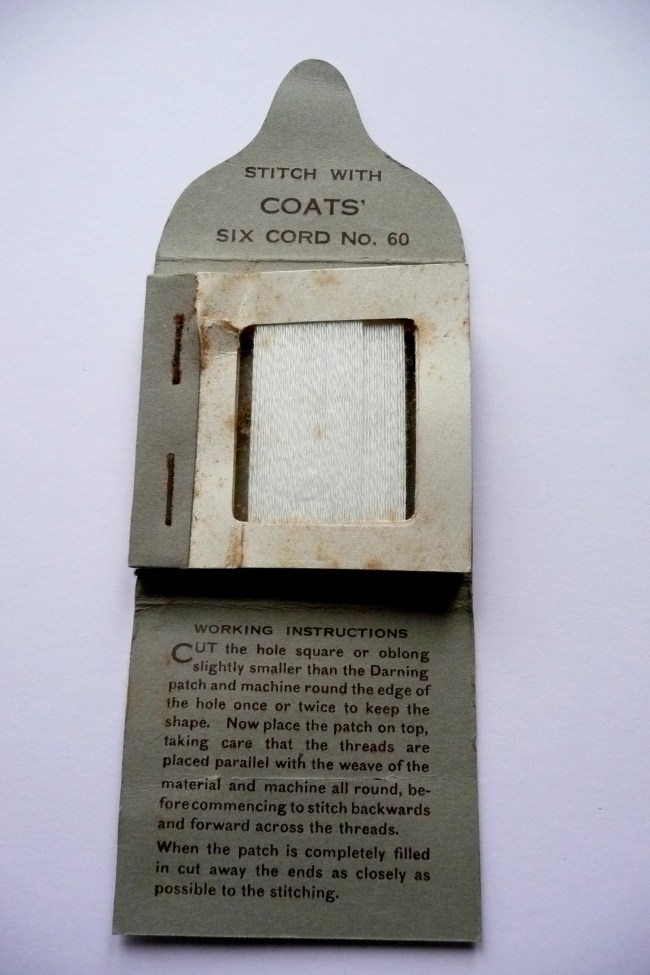 STITCH WITH
COATS'
SIX CORD No. 60
WORKING INSTRUCTIONS
CUT the hole square or oblong
slightly smaller than the Darning
patch and machine round the edge of
the hole once or twice to keep the
shape. Now place the patch on top,
taking care that the threads are
placed parallel with the weave of the
material and machine all round, be-
fore commencing to stitch backwards
and forward across the threads.
When the patch is completely filled
in cut away the ends as closely as
possible to the stitching.